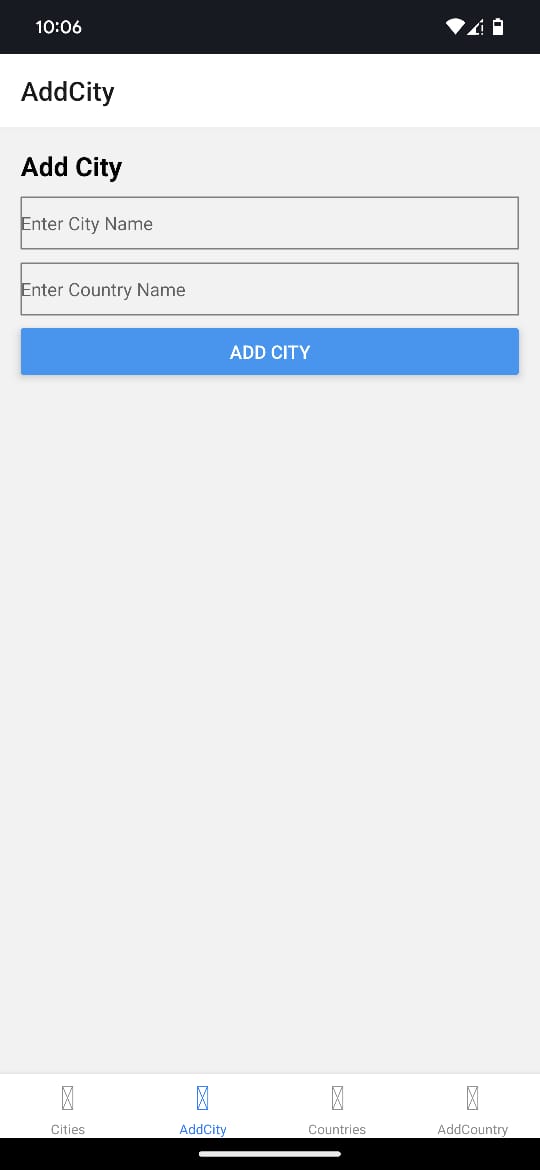 10:06
AddCity
Add City
Enter City Name
Enter Country Name
ADD CITY
Cities
AddCity
Countries
AddCountry